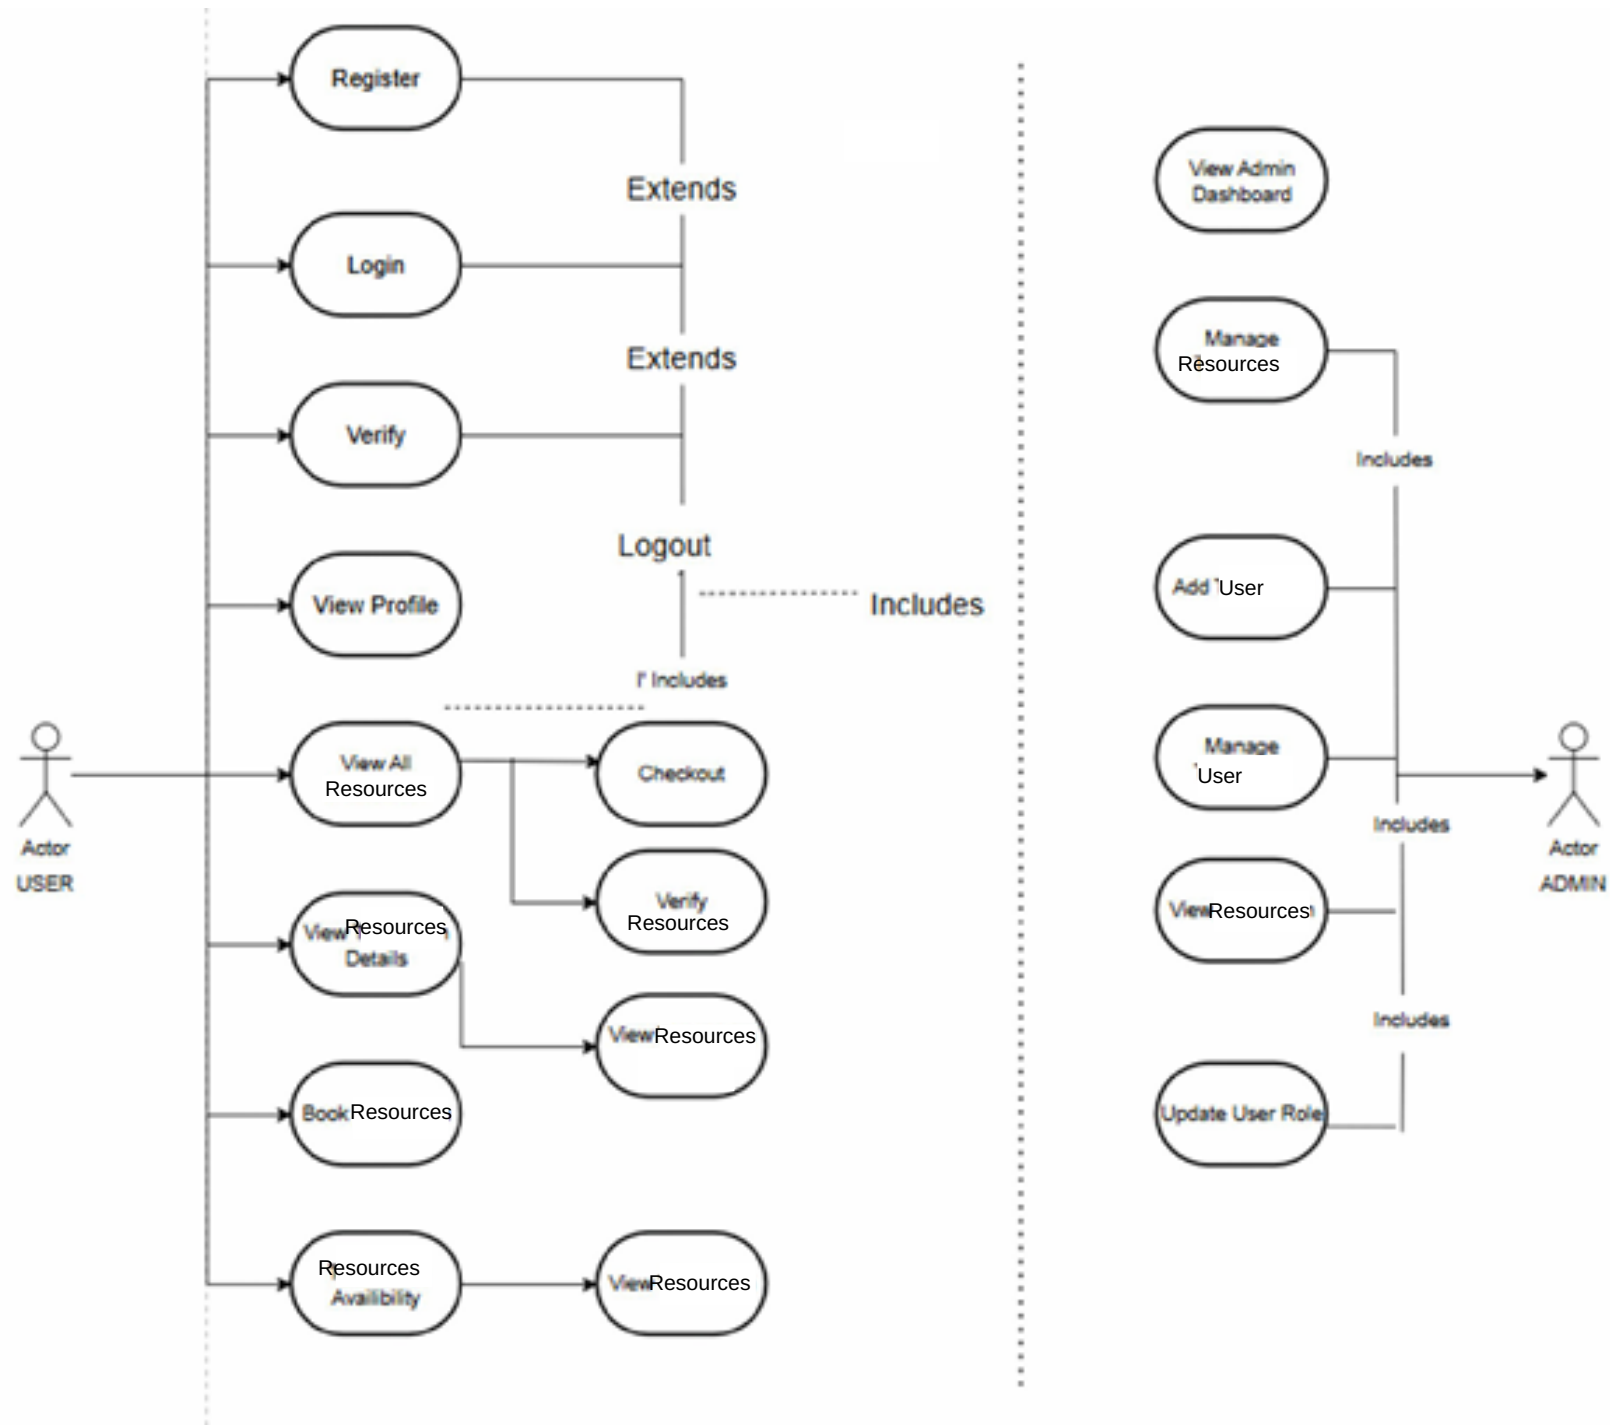 Register
Extends
Login
Extends
Verify
Logout
View Profile
Includes
Includes
View All
Resources
Checkout
Verify
Resources
View Resources
Details
View Resources
Book Resources
Resources
Availibility
View Resources
Actor
USER
View Admin
Dashboard
Manage
Resources
Includes
Add User
Manage
User
Includes
View Resources
Includes
Update User Role
Actor
ADMIN